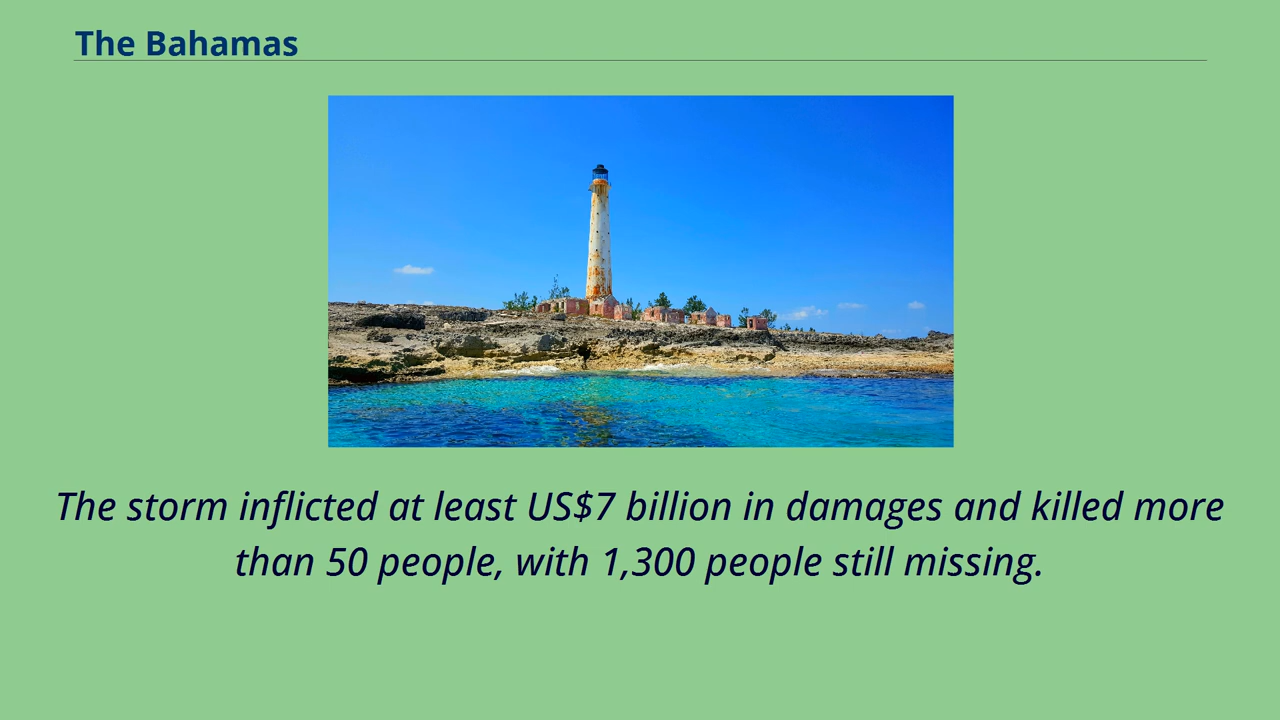 The Bahamas
The storm inflicted at least US$7 billion in damages and killed more
than 50 people, with 1,300 people still missing.